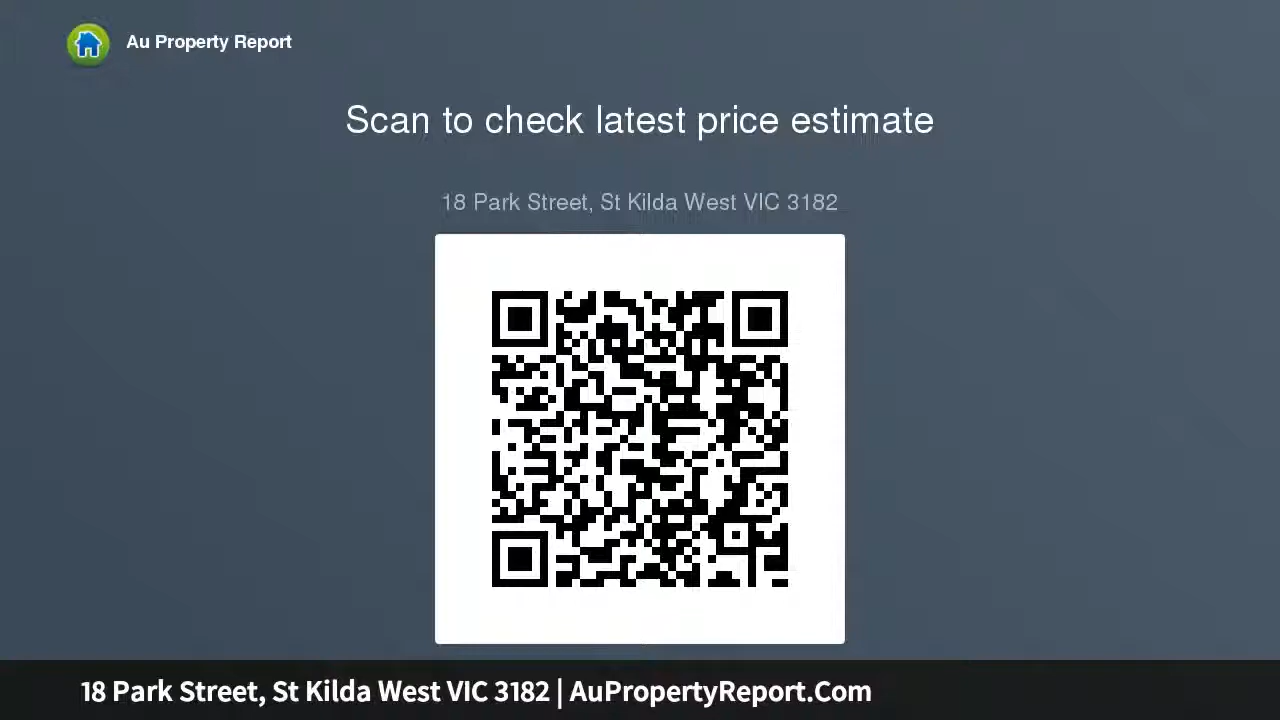 Au Property Report
Scan to check latest price estimate
18 Park Street, St Kilda West VIC 3182
18 Park Street, St Kilda West VIC 3182 | AuPropertyReport.Com